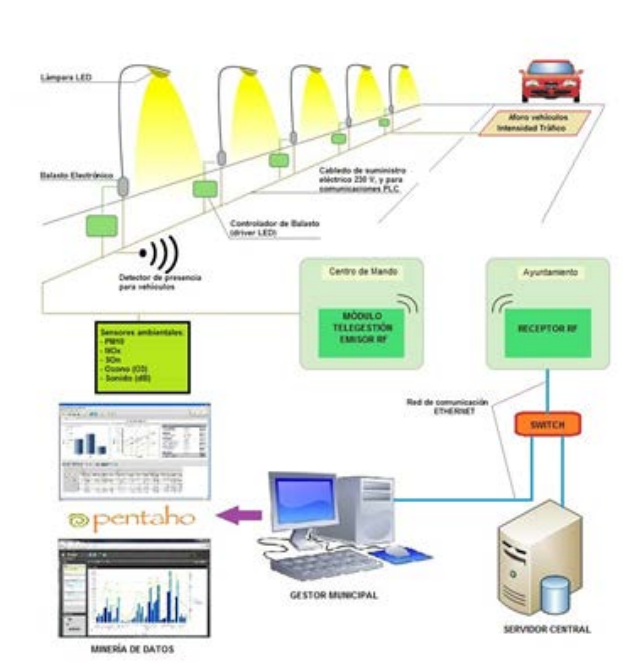 Lámpara LED
Aforo vehículos
Intensidad Tráfico
Balasto Electrónico
Cableado de suministro
eléctrico 230 V, y para
comunicaciones PLC.
Controlador de Balasto
(driver LED)
Detector de presencia
para vehículos
Centro de Mando
Ayuntamiento
MÓDULO
TELEGESTIÓN
EMISOR RF
RECEPTOR RF
Sensores ambientales:
- PM10
- NOx
- SOn
- Ozono (O3)
- Sonido (dB)
Red de comunicación
ETHERNET
SWITCH
pentaho
GESTOR MUNICIPAL
SERVIDOR CENTRAL
MINERÍA DE DATOS